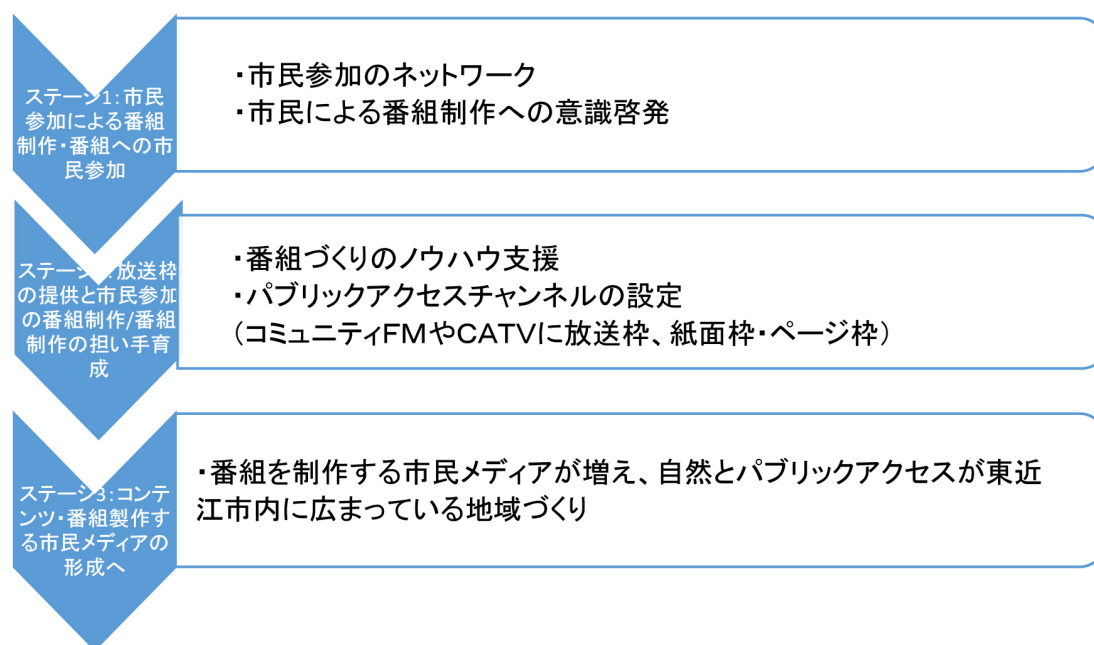 ステージ1:市民
参加による番組
制作・番組への市
民参加
・市民参加のネットワーク
・市民による番組制作への意識啓発
ステージ 放送枠
の提供と市民参加
の番組制作/番組
制作の担い手育
成
・番組づくりのノウハウ支援
・パブリックアクセスチャンネルの設定
（コミュニティFMやCATVに放送枠、紙面枠・ページ枠）
ステージ3:コンテ
ンツ・番組製作す
る市民メディアの
形成へ
・番組を制作する市民メディアが増え、自然とパブリックアクセスが東近
江市内に広まっている地域づくり